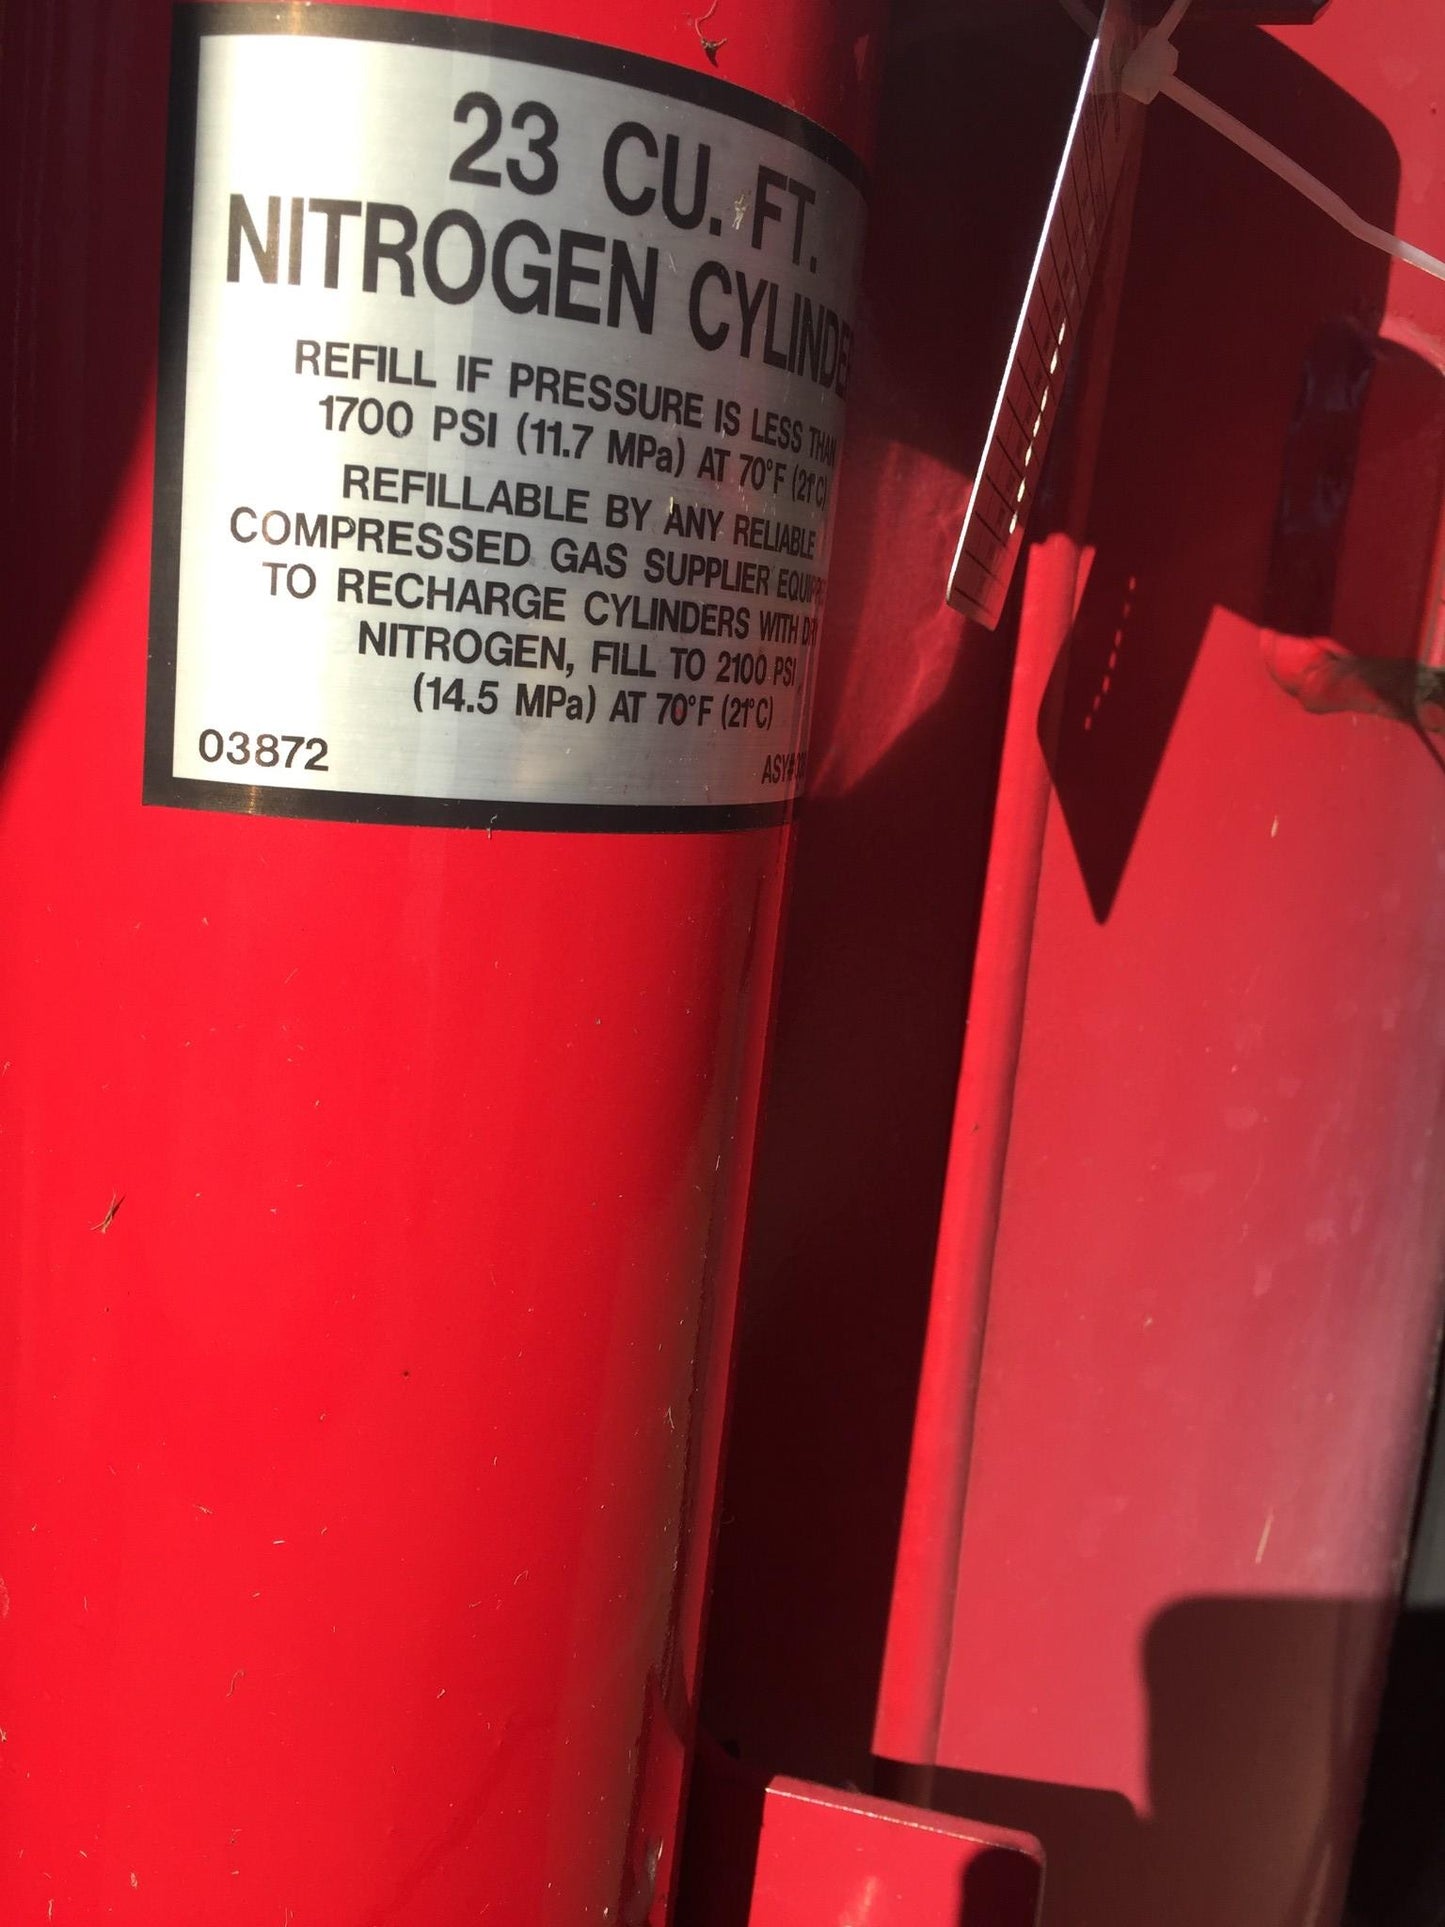 23 CU. FT.
NITROGEN CYLINDER
REFILL IF PRESSURE IS LESS THAN
1700 PSI (11.7 MPa) AT 70°F (21°C)
REFILLABLE BY ANY RELIABLE
COMPRESSED GAS SUPPLIER EQUIPPED
TO RECHARGE CYLINDERS WITH DRY
NITROGEN, FILL TO 2100 PSI
(14.5 MPa) AT 70°F (21°C)
03872